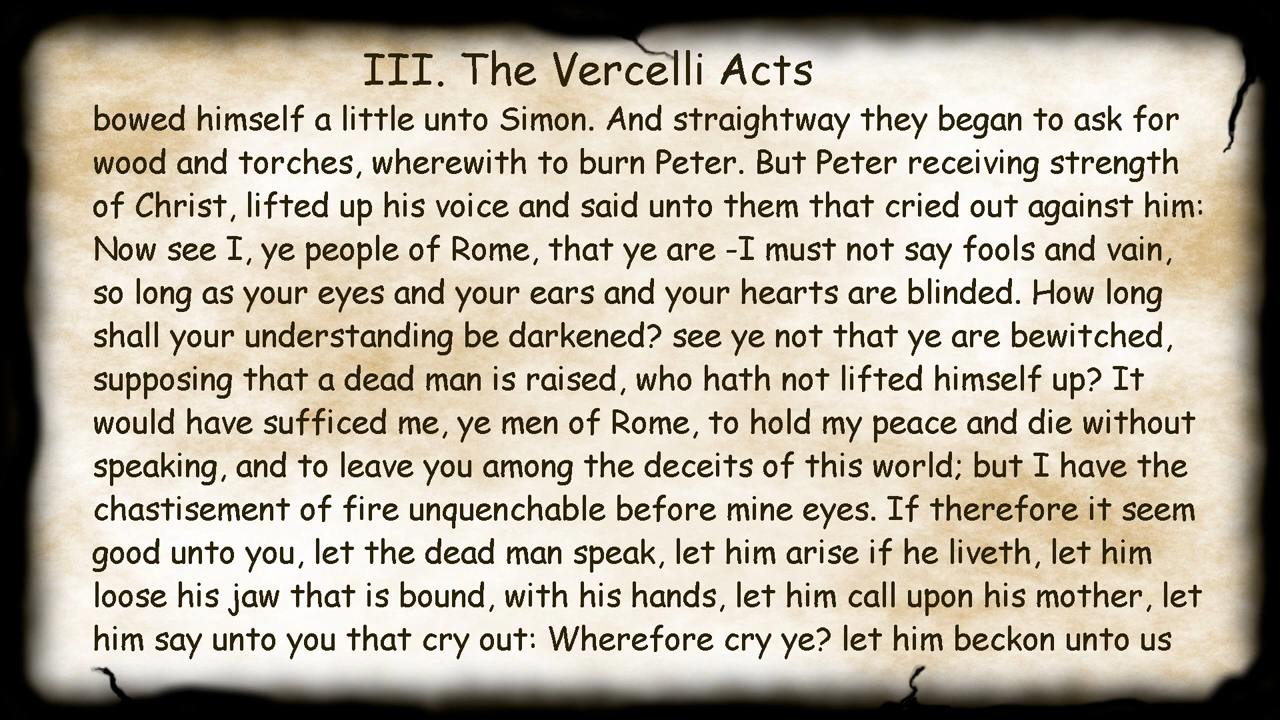 III. The Vercelli Acts
bowed himself a little unto Simon. And straightway they began to ask for
wood and torches, wherewith to burn Peter. But Peter receiving strength
of Christ, lifted up his voice and said unto them that cried out against him:
Now see I, ye people of Rome, that ye are -I must not say fools and vain,
so long as your eyes and your ears and your hearts are blinded. How long
shall your understanding be darkened? see ye not that ye are bewitched,
supposing that a dead man is raised, who hath not lifted himself up? It
would have sufficed me, ye men of Rome, to hold my peace and die without
speaking, and to leave you among the deceits of this world; but I have the
chastisement of fire unquenchable before mine eyes. If therefore it seem
good unto you, let the dead man speak, let him arise if he liveth, let him
loose his jaw that is bound, with his hands, let him call upon his mother, let
him say unto you that cry out: Wherefore cry ye? let him beckon unto us